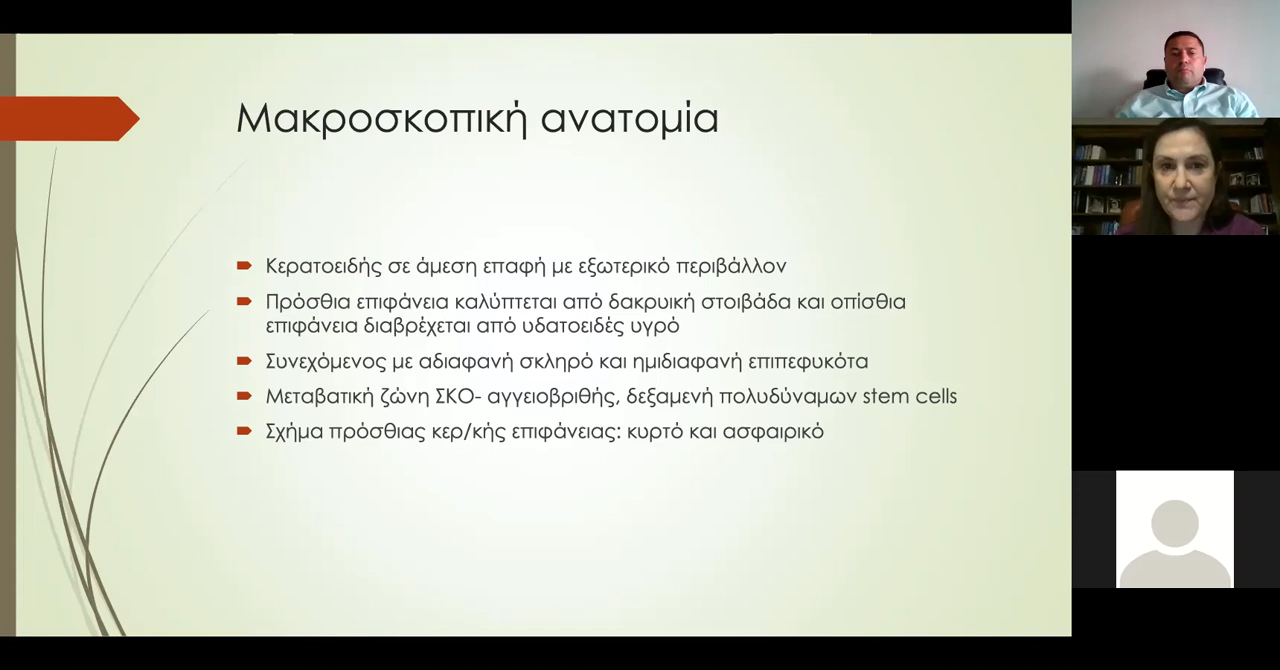 Μακροσκοπική ανατομία
Κερατοειδής σε άμεση επαφή με εξωτερικό περιβάλλον
Πρόσθια επιφάνεια καλύπτεται από δακρυική στοιβάδα και οπίσθια
επιφάνεια διαβρέχεται από υδατοειδές υγρό
Συνεχόμενος με αδιαφανή σκληρό και ημιδιαφανή επιπεφυκότα
Μεταβατική ζώνη ΣΚΟ- αγγειοβριθής, δεξαμενή πολυδύναμων stem cells
Σχήμα πρόσθιας κερ/κής επιφάνειας: κυρτό και ασφαιρικό